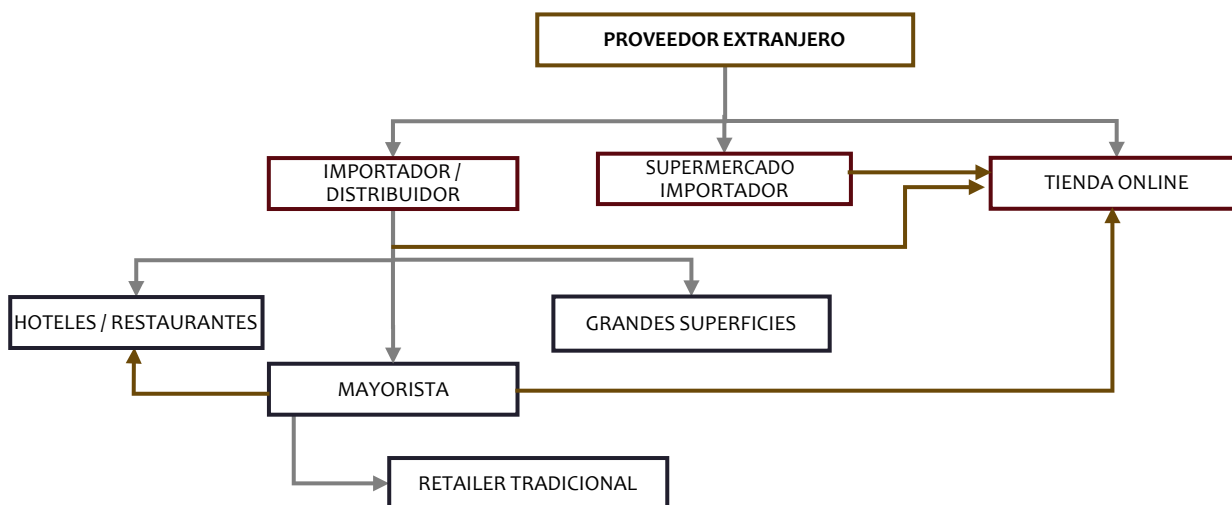 PROVEEDOR EXTRANJERO
IMPORTADOR /
DISTRIBUIDOR
SUPERMERCADO
IMPORTADOR
TIENDA ONLINE
HOTELES / RESTAURANTES
GRANDES SUPERFICIES
MAYORISTA
RETAILER TRADICIONAL